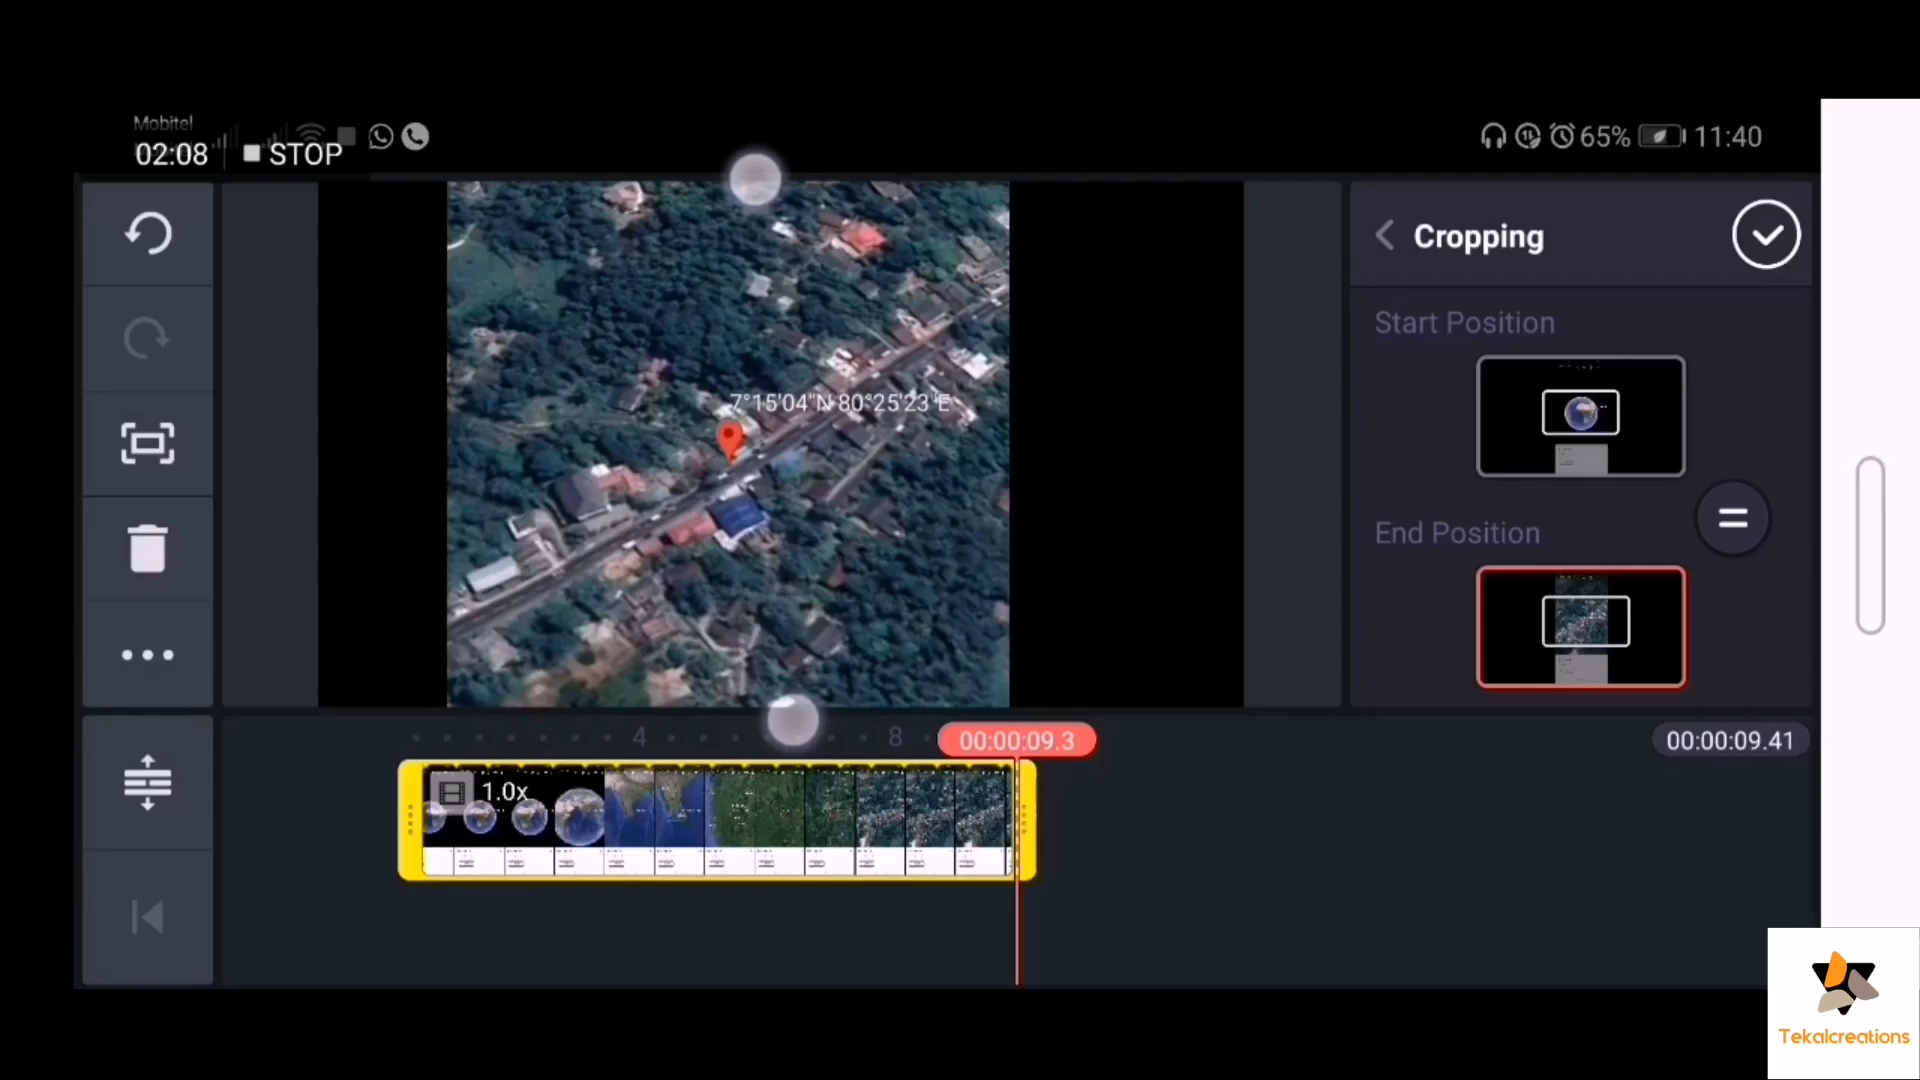 Mobitel
02:08 STOP
65% 11:40
Cropping
Start Position
7°15'04"N 80°25'23"E
End Position
4 8 00:00:09.3 00:00:09.41
1.0x
Tekalcreations